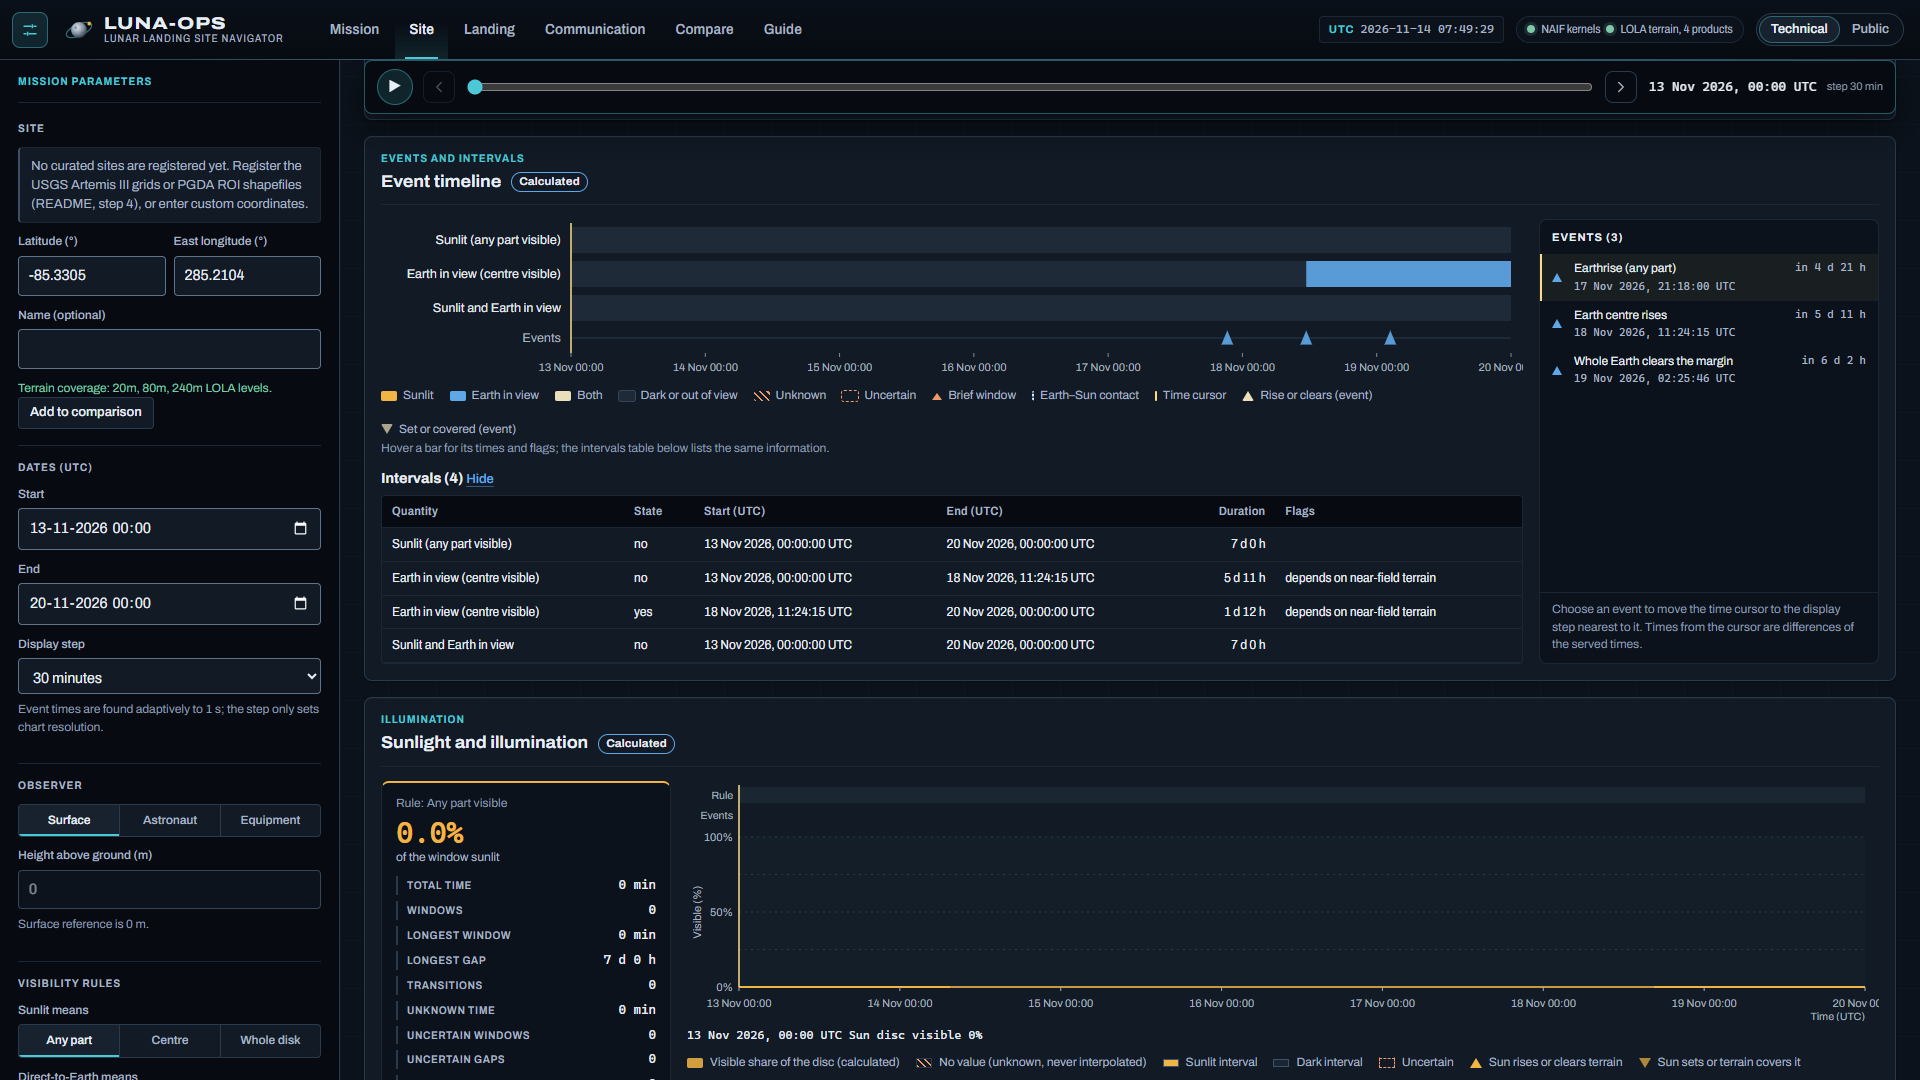 LUNA-OPS
LUNAR LANDING SITE NAVIGATOR
Mission
Site
Landing
Communication
Compare
Guide
UTC 2026-11-14 07:49:29
NAIF kernels
LOLA terrain, 4 products
Technical
Public
MISSION PARAMETERS
SITE
No curated sites are registered yet. Register the
USGS Artemis III grids or PGDA ROI shapefiles
(README, step 4), or enter custom coordinates.
Latitude (°)
East longitude (°)
-85.3305
285.2104
Name (optional)
Terrain coverage: 20m, 80m, 240m LOLA levels.
Add to comparison
DATES (UTC)
Start
13-11-2026 00:00
End
20-11-2026 00:00
Display step
30 minutes
Event times are found adaptively to 1 s; the step only sets
chart resolution.
OBSERVER
Surface
Astronaut
Equipment
Height above ground (m)
0
Surface reference is 0 m.
VISIBILITY RULES
Sunlit means
Any part
Centre
Whole disk
Direct-to-Earth means
13 Nov 2026, 00:00 UTC
step 30 min
EVENTS AND INTERVALS
Event timeline
Calculated
Sunlit (any part visible)
Earth in view (centre visible)
Sunlit and Earth in view
Events
13 Nov 00:00
14 Nov 00:00
15 Nov 00:00
16 Nov 00:00
17 Nov 00:00
18 Nov 00:00
19 Nov 00:00
20 Nov 0
Sunlit
Earth in view
Both
Dark or out of view
Unknown
Uncertain
Brief window
Earth–Sun contact
Time cursor
Rise or clears (event)
Set or covered (event)
Hover a bar for its times and flags; the intervals table below lists the same information.
Intervals (4) Hide
Quantity State Start (UTC) End (UTC) Duration Flags
Sunlit (any part visible) no 13 Nov 2026, 00:00:00 UTC 20 Nov 2026, 00:00:00 UTC 7 d 0 h
Earth in view (centre visible) no 13 Nov 2026, 00:00:00 UTC 18 Nov 2026, 11:24:15 UTC 5 d 11 h depends on near-field terrain
Earth in view (centre visible) yes 18 Nov 2026, 11:24:15 UTC 20 Nov 2026, 00:00:00 UTC 1 d 12 h depends on near-field terrain
Sunlit and Earth in view no 13 Nov 2026, 00:00:00 UTC 20 Nov 2026, 00:00:00 UTC 7 d 0 h
EVENTS (3)
Earthrise (any part) in 4 d 21 h
17 Nov 2026, 21:18:00 UTC
Earth centre rises in 5 d 11 h
18 Nov 2026, 11:24:15 UTC
Whole Earth clears the margin in 6 d 2 h
19 Nov 2026, 02:25:46 UTC
Choose an event to move the time cursor to the display
step nearest to it. Times from the cursor are differences of
the served times.
ILLUMINATION
Sunlight and illumination
Calculated
Rule: Any part visible
0.0%
of the window sunlit
TOTAL TIME 0 min
WINDOWS 0
LONGEST WINDOW 0 min
LONGEST GAP 7 d 0 h
TRANSITIONS 0
UNKNOWN TIME 0 min
UNCERTAIN WINDOWS 0
UNCERTAIN GAPS 0
Rule
Events
100%
50%
0%
Visible (%)
13 Nov 00:00
14 Nov 00:00
15 Nov 00:00
16 Nov 00:00
17 Nov 00:00
18 Nov 00:00
19 Nov 00:00
20 Nov 00
Time (UTC)
13 Nov 2026, 00:00 UTC Sun disc visible 0%
Visible share of the disc (calculated)
No value (unknown, never interpolated)
Sunlit interval
Dark interval
Uncertain
Sun rises or clears terrain
Sun sets or terrain covers it